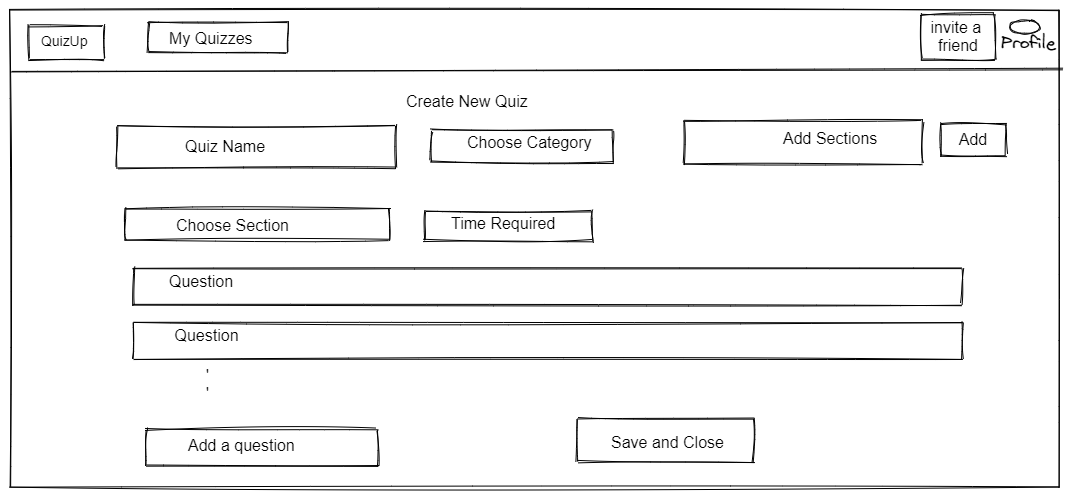 QuizUp
My Quizzes
invite a
friend
Profile
Create New Quiz
Quiz Name
Choose Category
Add Sections
Add
Choose Section
Time Required
Question
Question
Add a question
Save and Close